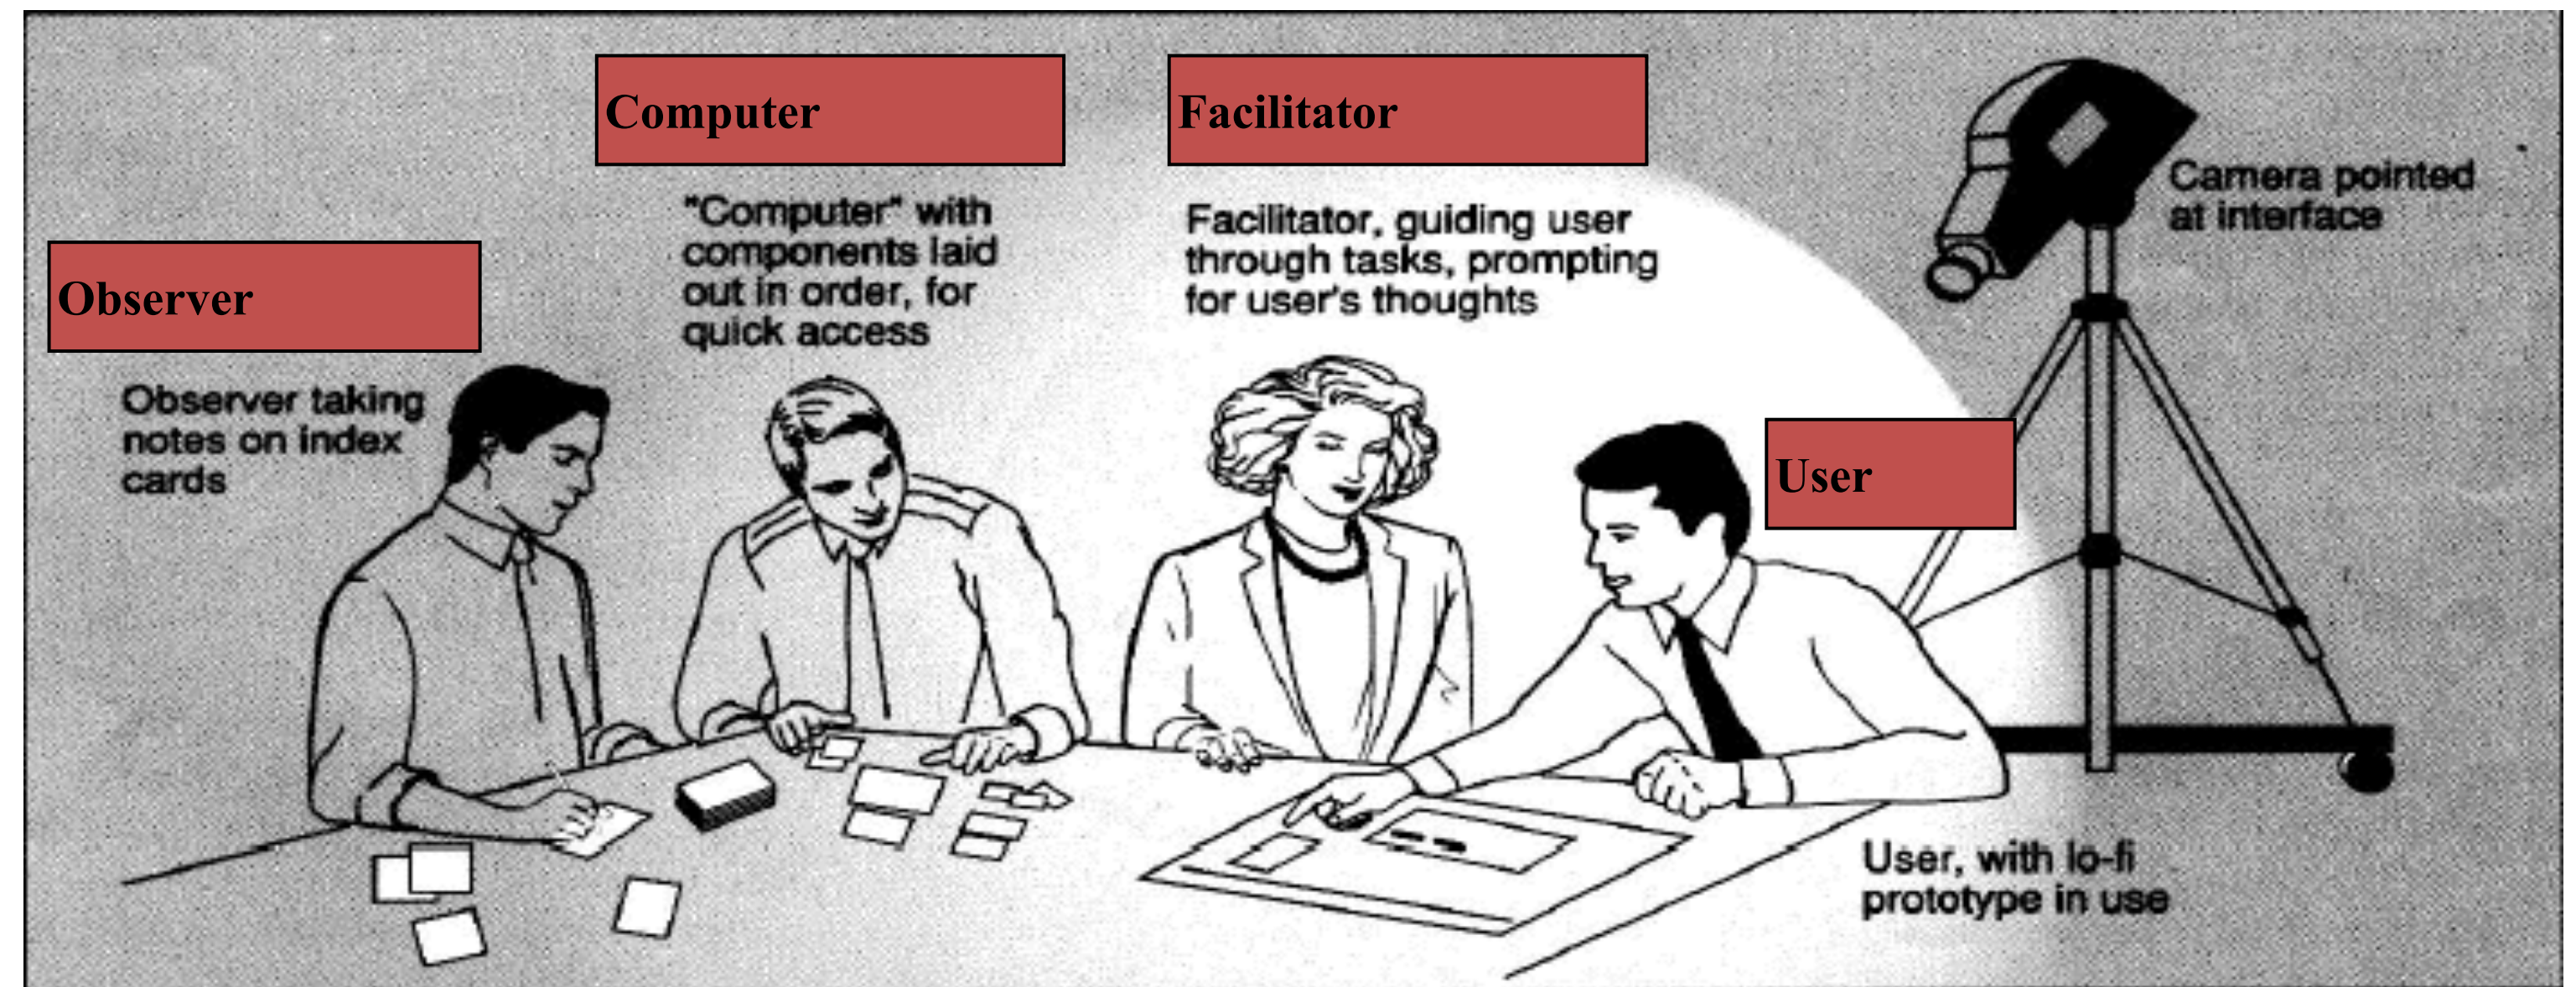 Observer
Observer taking
notes on index
cards
Computer
"Computer" with
components laid
out in order, for
quick access
Facilitator
Facilitator, guiding user
through tasks, prompting
for user's thoughts
Camera pointed
at interface
User
User, with lo-fi
prototype in use